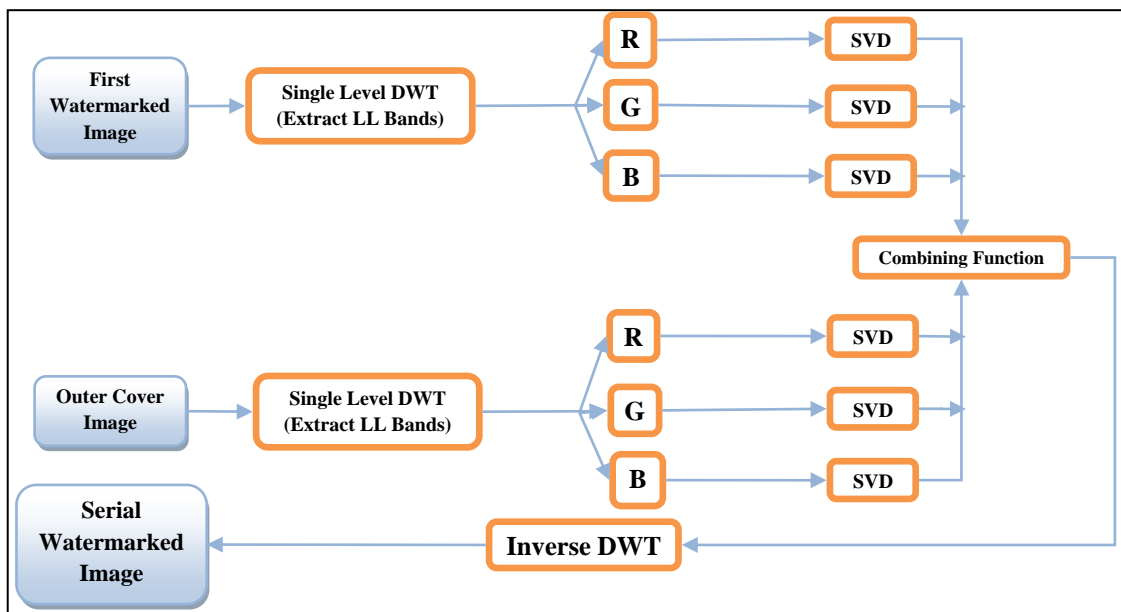 First
Watermarked
Image
Single Level DWT
(Extract LL Bands)
R
SVD
G
SVD
B
SVD
Combining Function
Outer Cover
Image
Single Level DWT
(Extract LL Bands)
R
SVD
G
SVD
B
SVD
Inverse DWT
Serial
Watermarked
Image